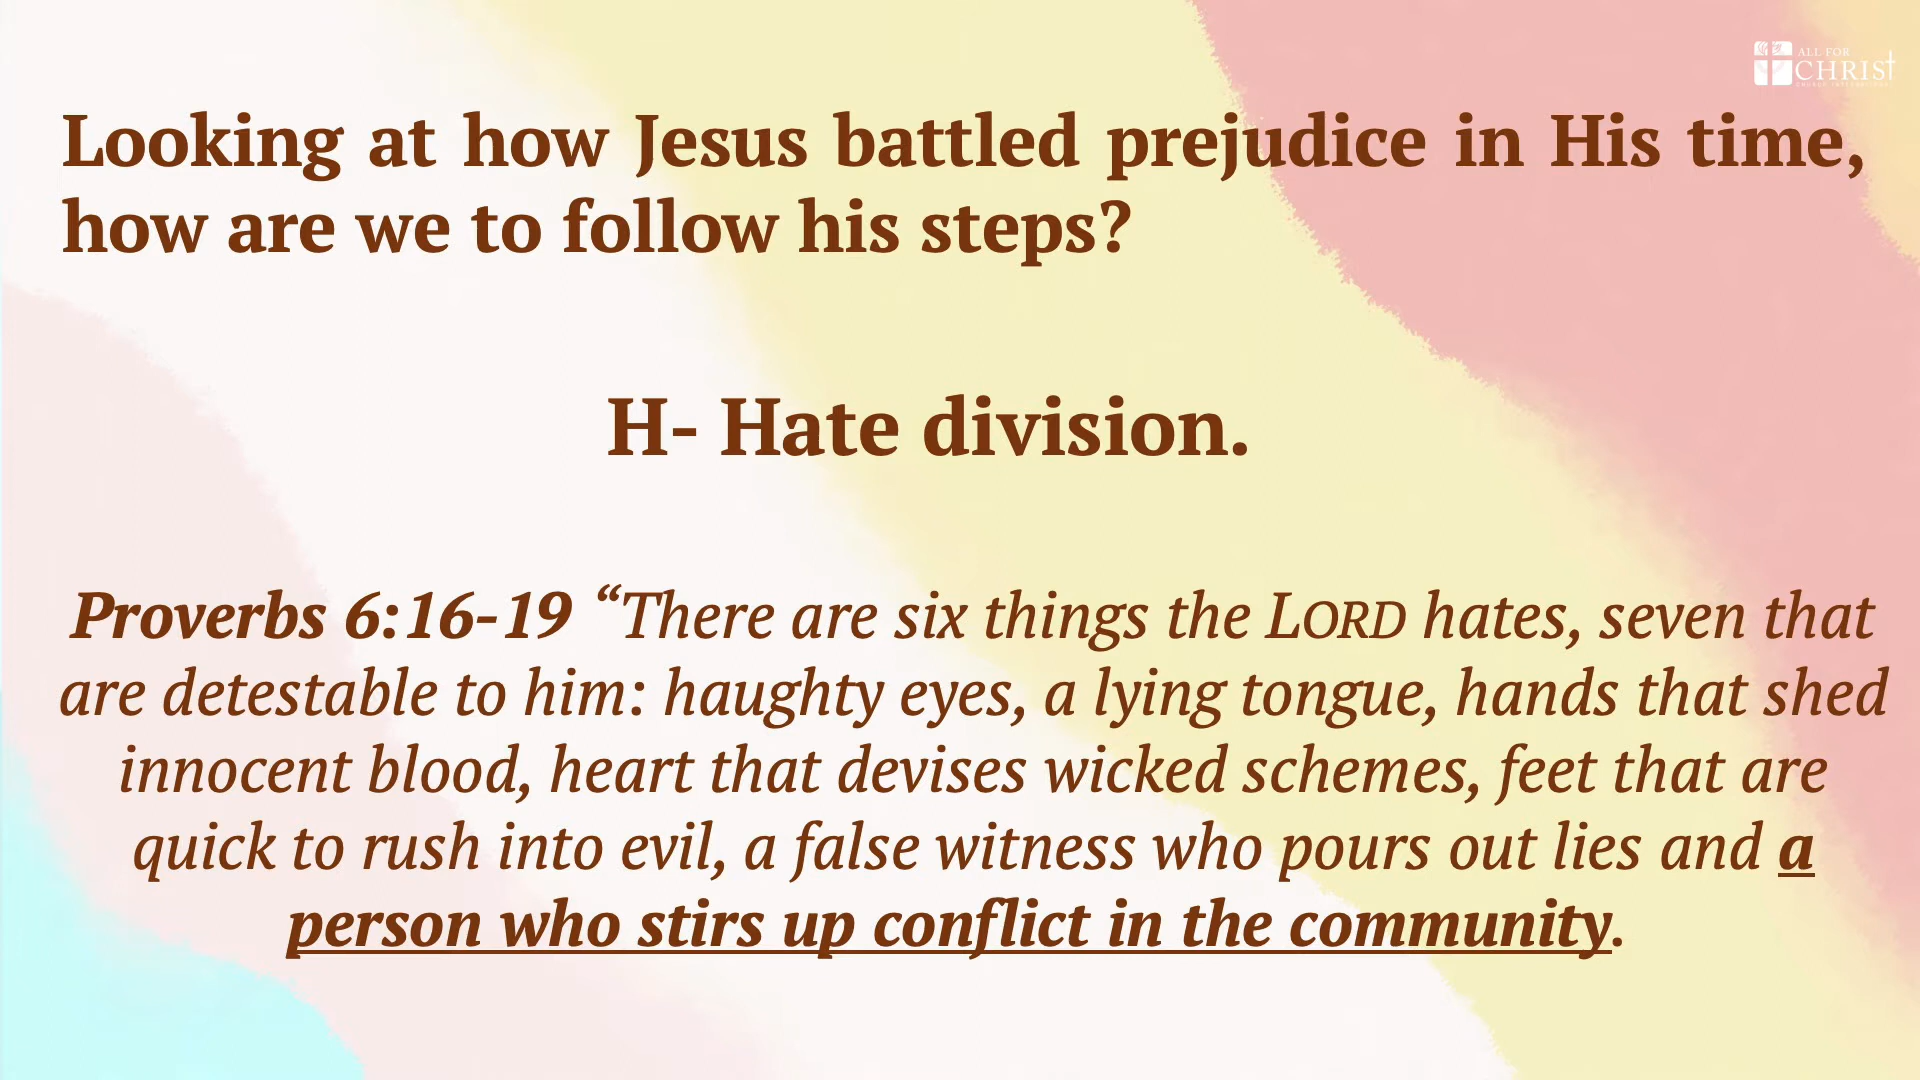 ALL FOR
CHRIST
Looking at how Jesus battled prejudice in His time,
how are we to follow his steps?
H- Hate division.
Proverbs 6:16-19 “There are six things the LORD hates, seven that
are detestable to him: haughty eyes, a lying tongue, hands that shed
innocent blood, heart that devises wicked schemes, feet that are
quick to rush into evil, a false witness who pours out lies and a
person who stirs up conflict in the community.